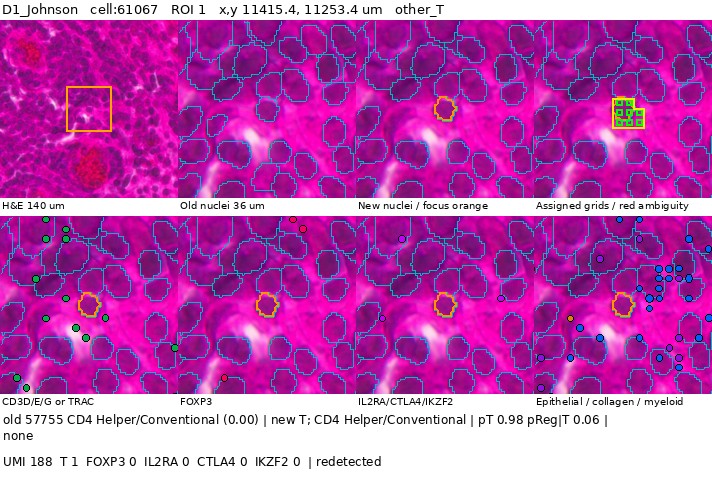 D1_Johnson   cell:61067   ROI 1   x,y 11415.4, 11253.4 um   other_T
H&E 140 um
Old nuclei 36 um
New nuclei / focus orange
Assigned grids / red ambiguity
CD3D/E/G or TRAC
FOXP3
IL2RA/CTLA4/IKZF2
Epithelial / collagen / myeloid
old 57755 CD4 Helper/Conventional (0.00) | new T; CD4 Helper/Conventional | pT 0.98 pReg|T 0.06 |
none
UMI 188  T 1  FOXP3 0  IL2RA 0  CTLA4 0  IKZF2 0  | redetected